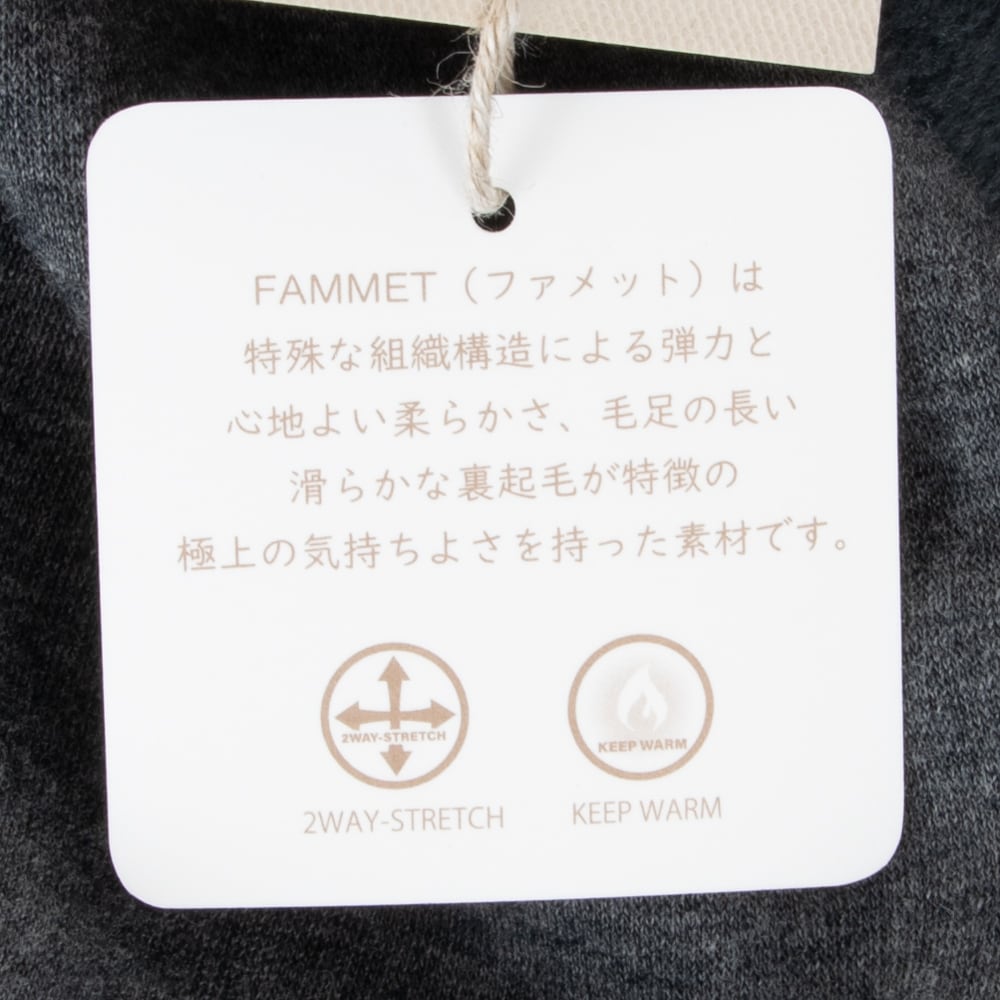 FAMMET（ファメット）は
特殊な組織構造による弾力と
心地よい柔らかさ、毛足の長い
滑らかな裏起毛が特徴の
極上の気持ちよさを持った素材です。
2WAY-STRETCH
KEEP WARM
2WAY-STRETCH
KEEP WARM